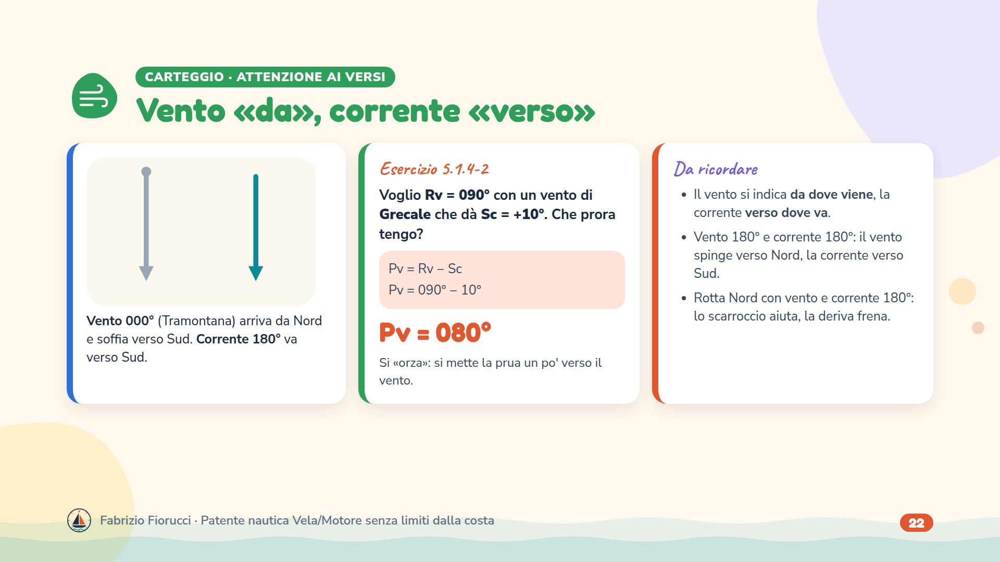 CARTEGGIO · ATTENZIONE AI VERSI
Vento «da», corrente «verso»
Vento 000° (Tramontana) arriva da Nord
e soffia verso Sud. Corrente 180° va
verso Sud.
Esercizio 5.1.4-2
Voglio Rv = 090° con un vento di
Grecale che dà Sc = +10°. Che prora
tengo?
Pv = Rv − Sc
Pv = 090° − 10°
Pv = 080°
Si «orza»: si mette la prua un po' verso il
vento.
Da ricordare
• Il vento si indica da dove viene, la
corrente verso dove va.
• Vento 180° e corrente 180°: il vento
spinge verso Nord, la corrente verso
Sud.
• Rotta Nord con vento e corrente 180°:
lo scarroccio aiuta, la deriva frena.
Fabrizio Fiorucci · Patente nautica Vela/Motore senza limiti dalla costa
22